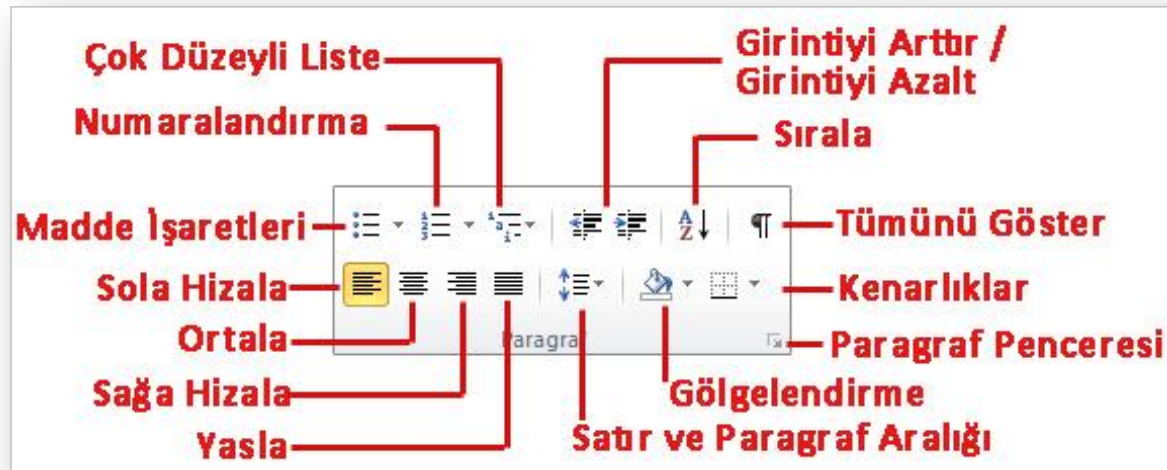 Çok Düzeyli Liste
Girintiyi Arttır /
Girintiyi Azalt
Numaralandırma
Sırala
Madde İşaretleri
Tümünü Göster
Sola Hizala
Kenarlıklar
Ortala
Paragraf
Paragraf Penceresi
Sağa Hizala
Gölgelendirme
Yasla
Satır ve Paragraf Aralığı